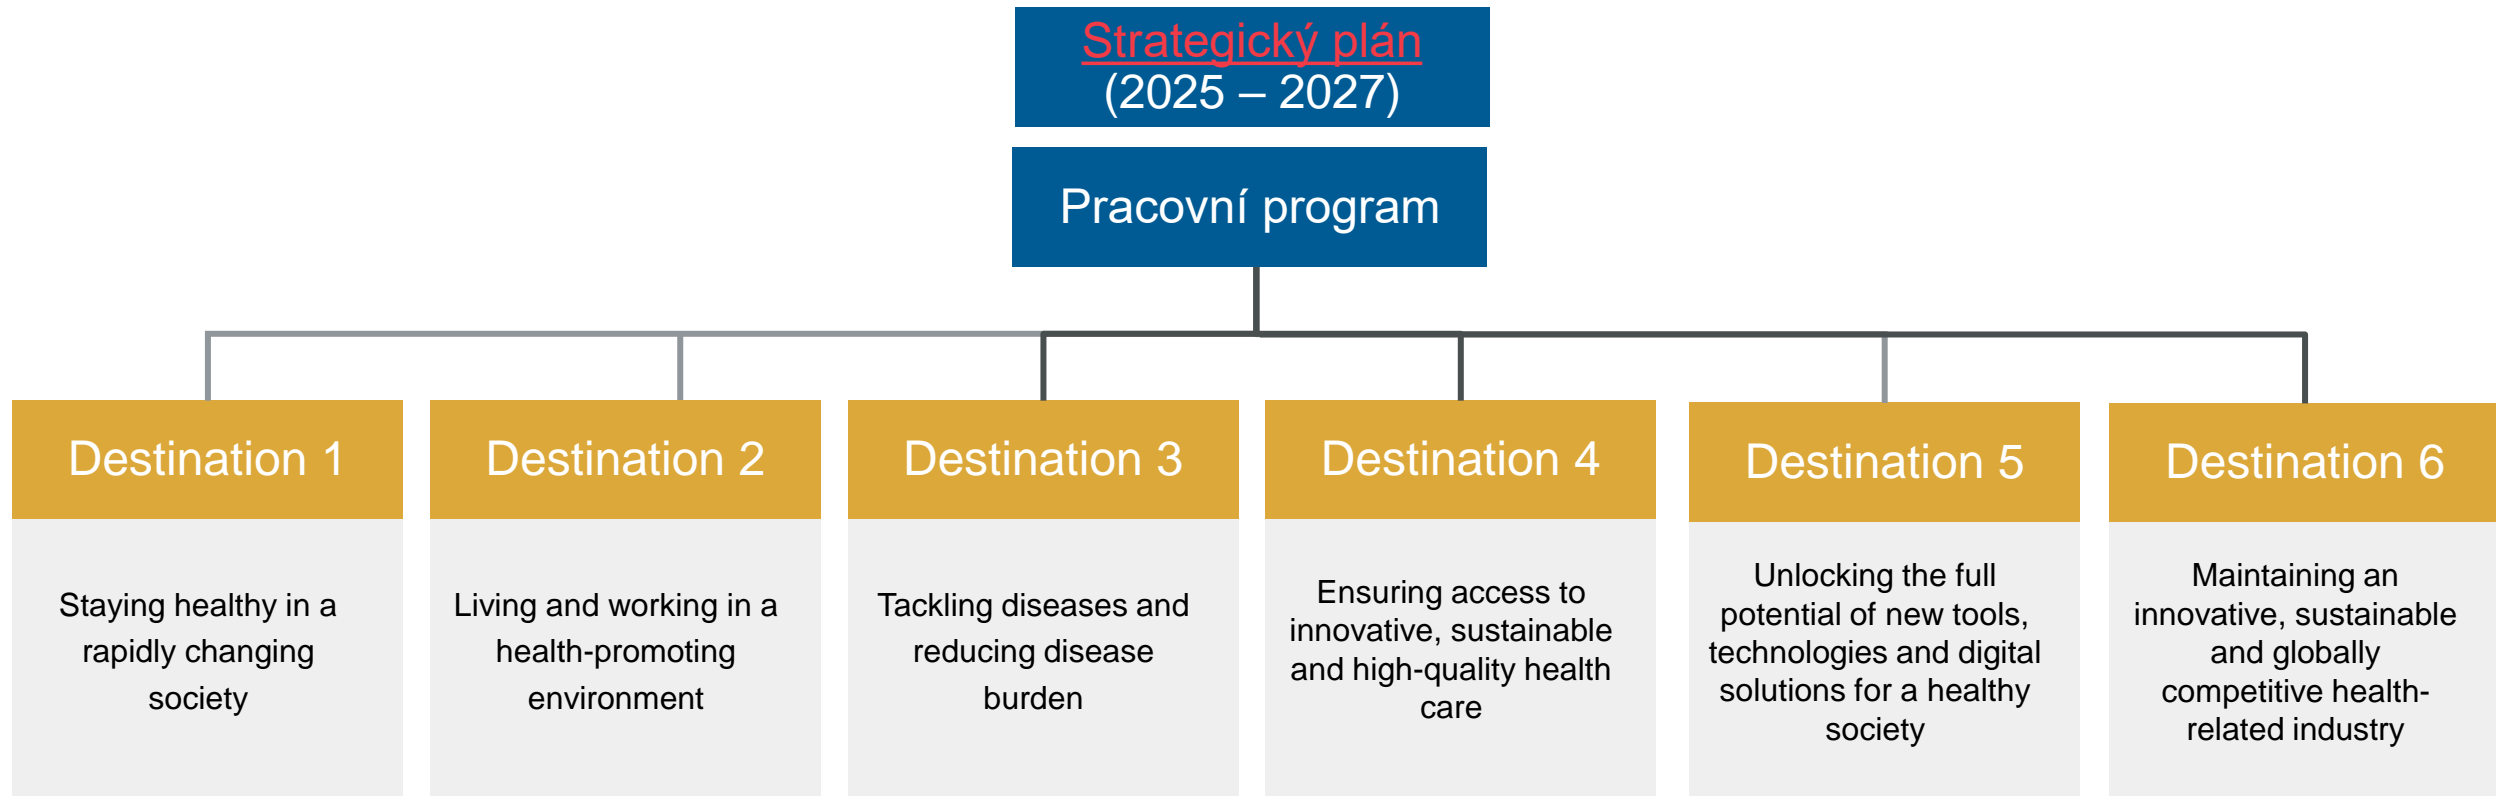 Strategický plán
(2025 – 2027)
Pracovní program
Destination 1
Staying healthy in a
rapidly changing
society
Destination 2
Living and working in a
health-promoting
environment
Destination 3
Tackling diseases and
reducing disease
burden
Destination 4
Ensuring access to
innovative, sustainable
and high-quality health
care
Destination 5
Unlocking the full
potential of new tools,
technologies and digital
solutions for a healthy
society
Destination 6
Maintaining an
innovative, sustainable
and globally
competitive health-
related industry